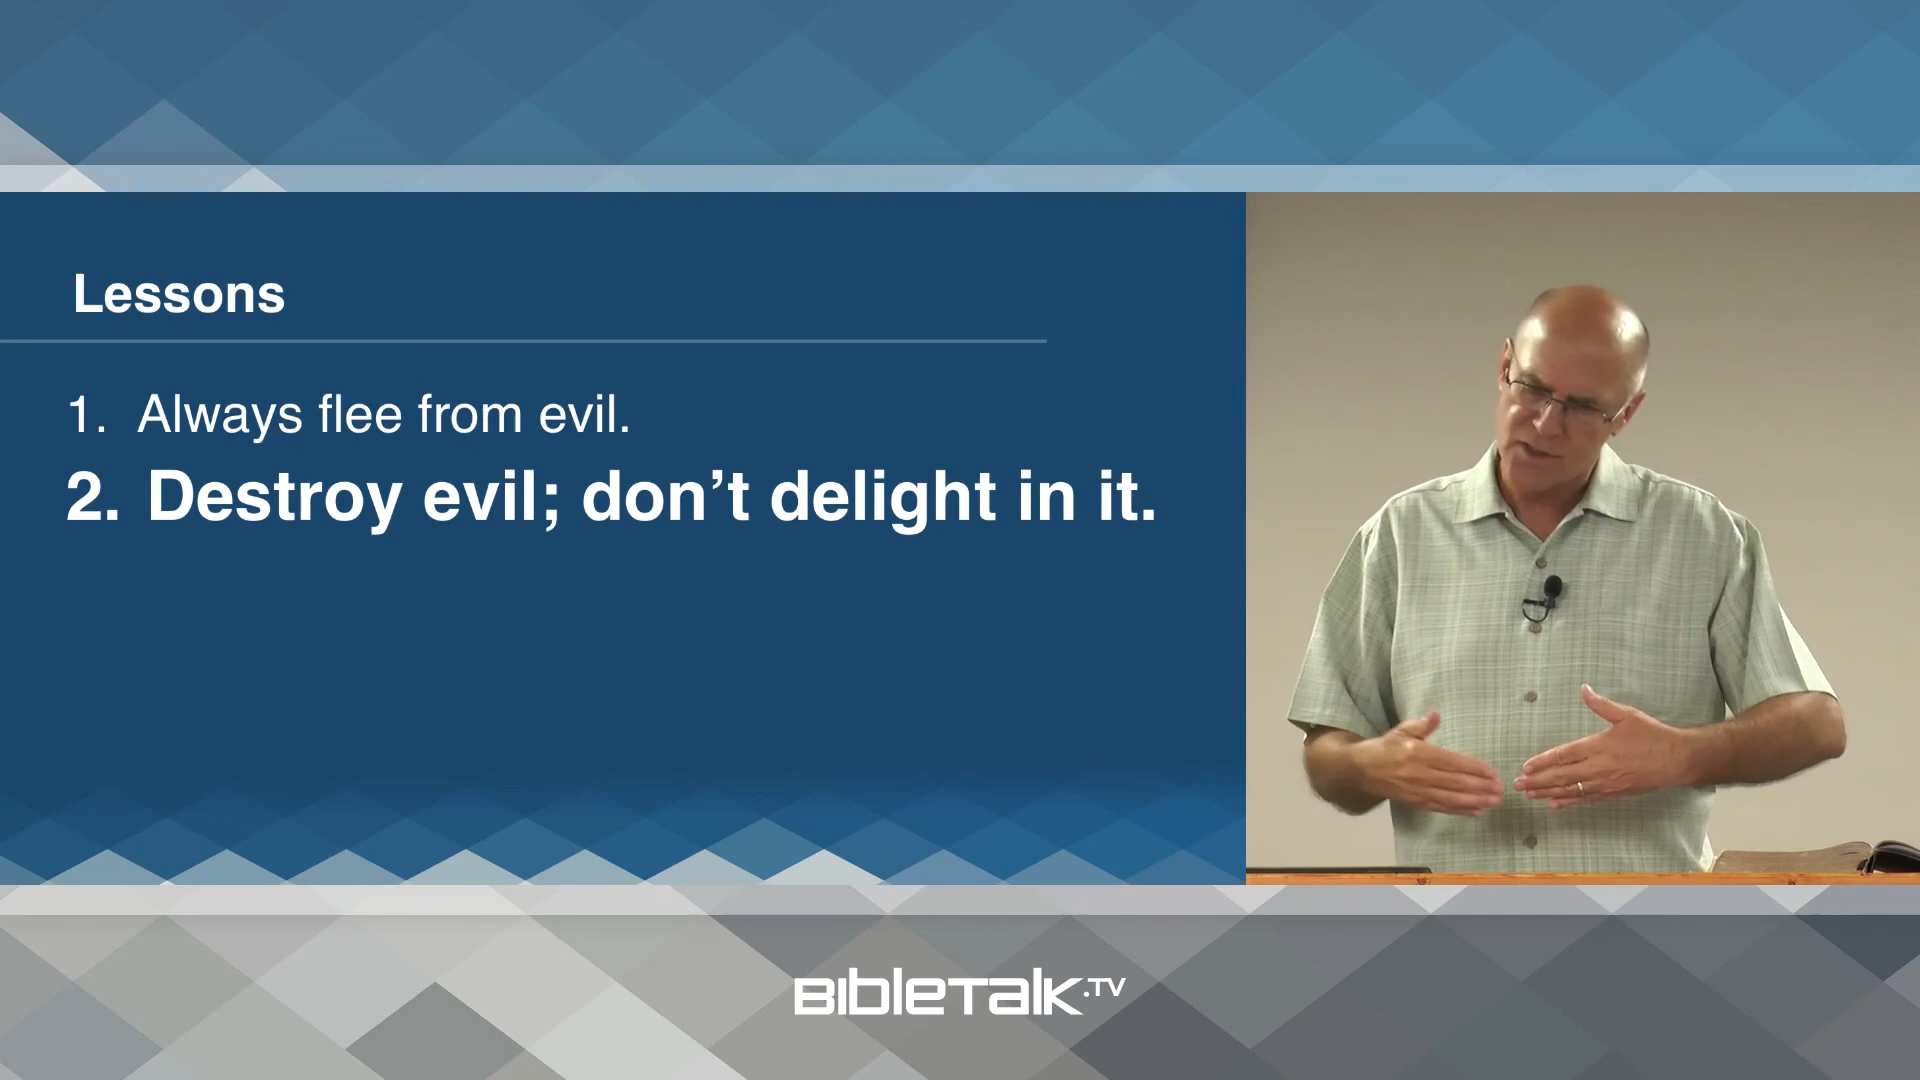 Lessons
1. Always flee from evil.
2. Destroy evil; don’t delight in it.
BibleTalk.TV